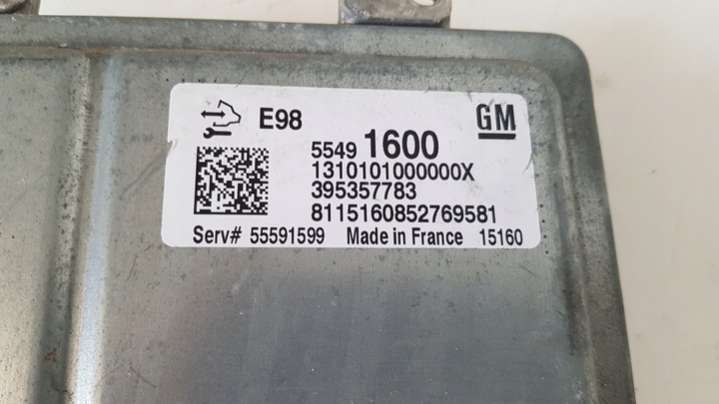 E98 GM
5549 1600
1310101000000X
395357783
8115160852769581
Serv# 55591599 Made in France 15160